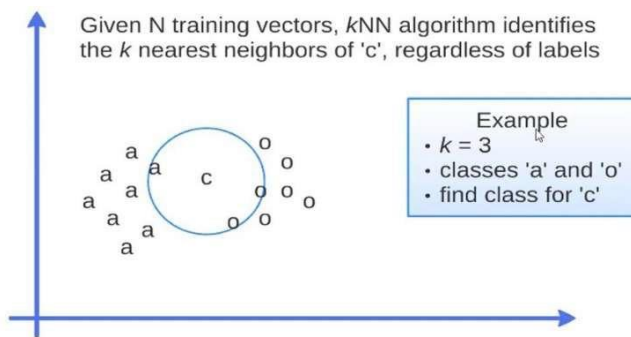 Given N training vectors, kNN algorithm identifies
the k nearest neighbors of 'c', regardless of labels
Example
• k = 3
• classes 'a' and 'o'
• find class for 'c'
a
o
a
o
a
c
a
o
o
a
o
a
o
o
a
a